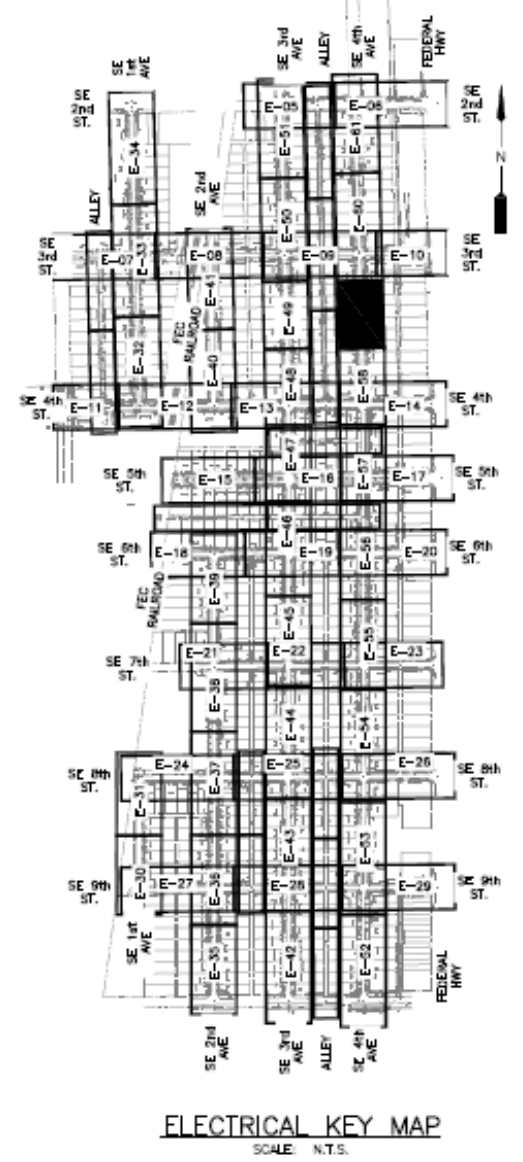 SE 1st AVE
SE 3rd AVE
ALLEY
SE 4th AVE
FEDERAL HWY
SE 2nd ST.
E-05
E-06
SE 2nd ST.
E-34
E-51
E-61
N
ALLEY
SE 2nd AVE
E-50
SE 3rd ST.
E-07
E-33
E-08
E-09
E-10
SE 3rd ST.
E-41
FEC RAILROAD
E-49
E-32
E-40
E-48
SE 4th ST.
E-11
E-12
E-13
E-14
SE 4th ST.
E-47
E-57
SE 5th ST.
E-15
E-16
E-17
SE 5th ST.
E-46
SE 6th ST.
E-18
E-19
E-56
E-20
SE 6th ST.
FEC RAILROAD
E-39
E-45
E-55
SE 7th ST.
E-21
E-22
E-23
SE 7th ST.
E-38
E-44
E-54
SE 8th ST.
E-24
E-37
E-25
E-26
SE 8th ST.
E-31
E-43
E-53
SE 9th ST.
E-30
E-27
E-36
E-28
E-29
SE 9th ST.
SE 1st AVE
E-35
E-42
E-52
FEDERAL HWY
SE 2nd AVE
SE 3rd AVE
ALLEY
SE 4th AVE
ELECTRICAL KEY MAP
SCALE: N.T.S.